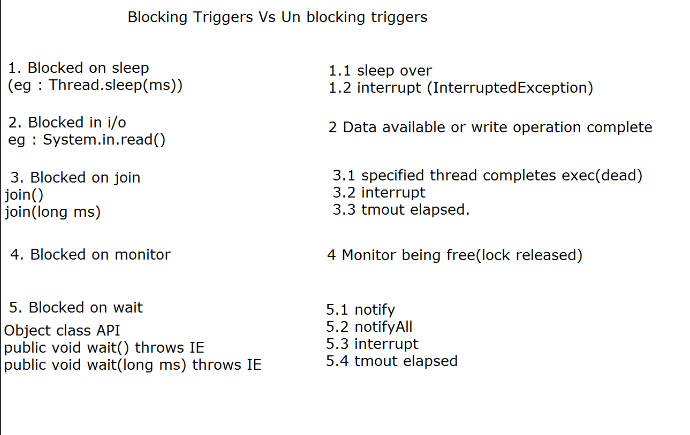 Blocking Triggers Vs Un blocking triggers
1. Blocked on sleep
(eg : Thread.sleep(ms))
1.1 sleep over
1.2 interrupt (InterruptedException)
2. Blocked in i/o
eg : System.in.read()
2 Data available or write operation complete
3. Blocked on join
join()
join(long ms)
3.1 specified thread completes exec(dead)
3.2 interrupt
3.3 tmout elapsed.
4. Blocked on monitor
4 Monitor being free(lock released)
5. Blocked on wait
Object class API
public void wait() throws IE
public void wait(long ms) throws IE
5.1 notify
5.2 notifyAll
5.3 interrupt
5.4 tmout elapsed